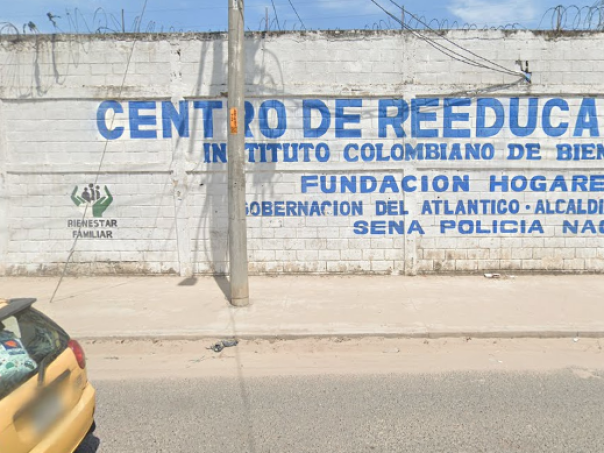 CENTRO DE REEDUCA
INSTITUTO COLOMBIANO DE BIEN
FUNDACION HOGARE
GOBERNACION DEL ATLANTICO · ALCALDI
SENA POLICIA NAC
BIENESTAR
FAMILIAR